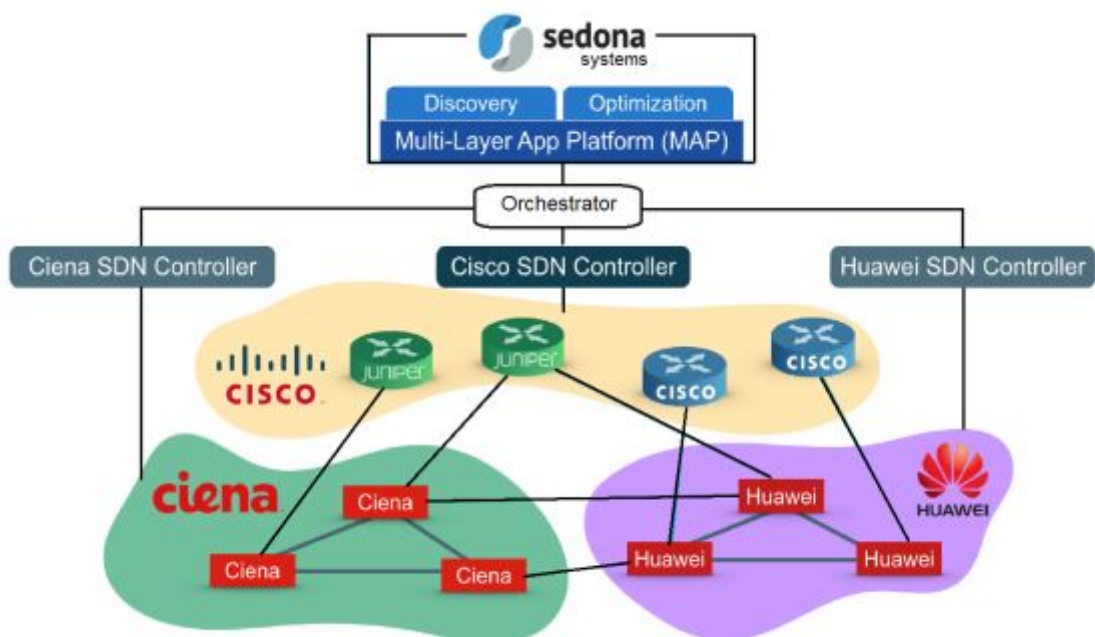 sedona
systems
Discovery
Optimization
Multi-Layer App Platform (MAP)
Orchestrator
Ciena SDN Controller
Cisco SDN Controller
Huawei SDN Controller
JUNIPER
JUNIPER
CISCO
CISCO
CISCO
ciena
Ciena
Huawei
HUAWEI
Ciena
Ciena
Huawei
Huawei